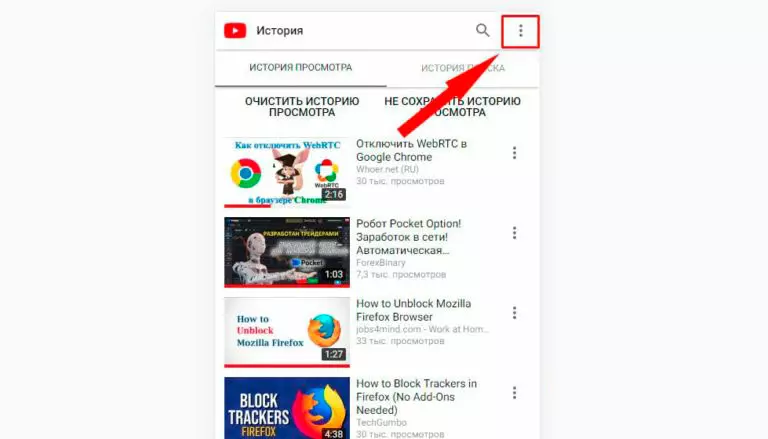 История
ИСТОРИЯ ПРОСМОТРА
ИСТОРИЯ
ОЧИСТИТЬ ИСТОРИЮ
ПРОСМОТРА
НЕ СОХРАНЯТЬ ИСТОРИЮ
ПРОСМОТРА
Как отключить WebRTC
WebRTC
в браузере Chrome
2:16
Отключить WebRTC в
Google Chrome
Whoer.net (RU)
30 тыс. просмотров
РАЗРАБОТАН ТРЕЙДЕРАМИ
Pocket
1:03
Робот Pocket Option!
Заработок в сети!
Автоматическая...
ForexBinary
7,3 тыс. просмотров
How to
Unblock
Mozilla Firefox
1:27
How to Unblock Mozilla
Firefox Browser
jobs4mind.com - Work at Hom...
33 тыс. просмотров
BLOCK
TRACKERS
FIREFOX
4:38
How to Block Trackers in
Firefox (No Add-Ons
Needed)
TechGumbo